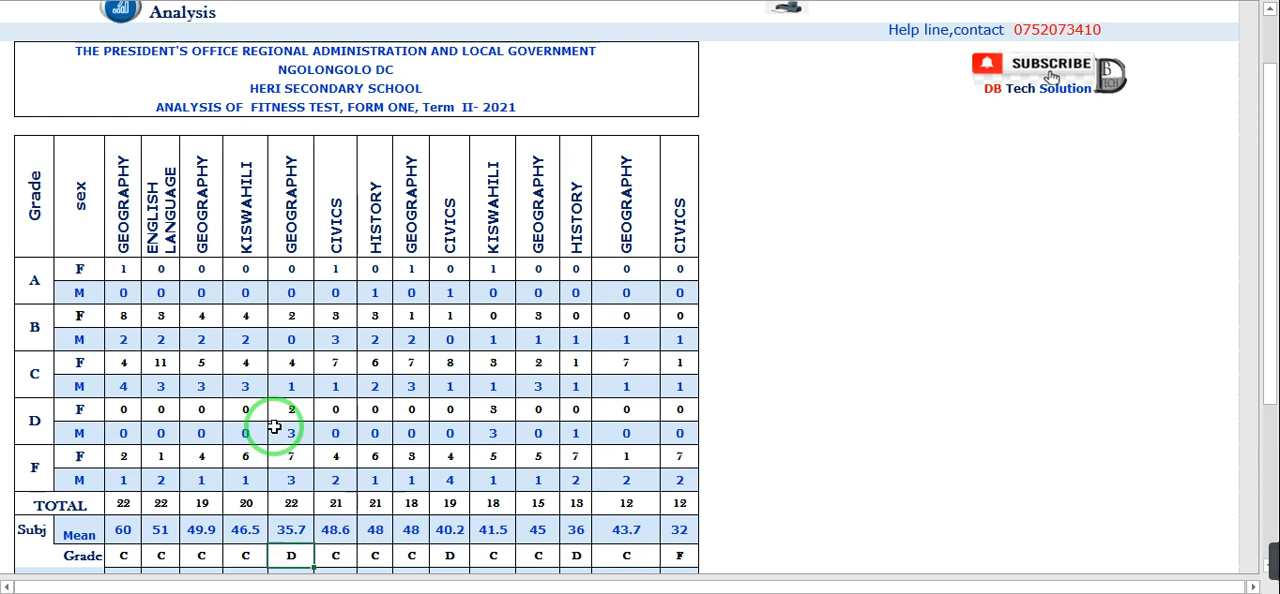 Analysis
Help line,contact 0752073410
THE PRESIDENT'S OFFICE REGIONAL ADMINISTRATION AND LOCAL GOVERNMENT
NGOLONGOLO DC
HERI SECONDARY SCHOOL
ANALYSIS OF FITNESS TEST, FORM ONE, Term II- 2021
SUBSCRIBE
DB Tech Solution
Grade sex GEOGRAPHY ENGLISH LANGUAGE GEOGRAPHY KISWAHILI GEOGRAPHY CIVICS HISTORY GEOGRAPHY CIVICS KISWAHILI GEOGRAPHY HISTORY GEOGRAPHY CIVICS
A F 1 0 0 0 0 1 0 1 0 1 0 0 0 0
M 0 0 0 0 0 0 1 0 1 0 0 0 0 0
B F 8 3 4 4 2 3 3 1 1 0 3 0 0 0
M 2 2 2 2 0 3 2 2 0 1 1 1 1 1
C F 4 11 5 4 4 7 6 7 8 3 2 1 7 1
M 4 3 3 3 1 1 2 3 1 1 3 1 1 1
D F 0 0 0 0 2 0 0 0 0 3 0 0 0 0
M 0 0 0 0 3 0 0 0 0 3 0 1 0 0
F F 2 1 4 6 7 4 6 3 4 5 5 7 1 7
M 1 2 1 1 3 2 1 1 4 1 1 2 2 2
TOTAL 22 22 19 20 22 21 21 18 19 18 15 13 12 12
Subj Mean 60 51 49.9 46.5 35.7 48.6 48 48 40.2 41.5 45 36 43.7 32
Grade C C C C D C C C D C C D C F